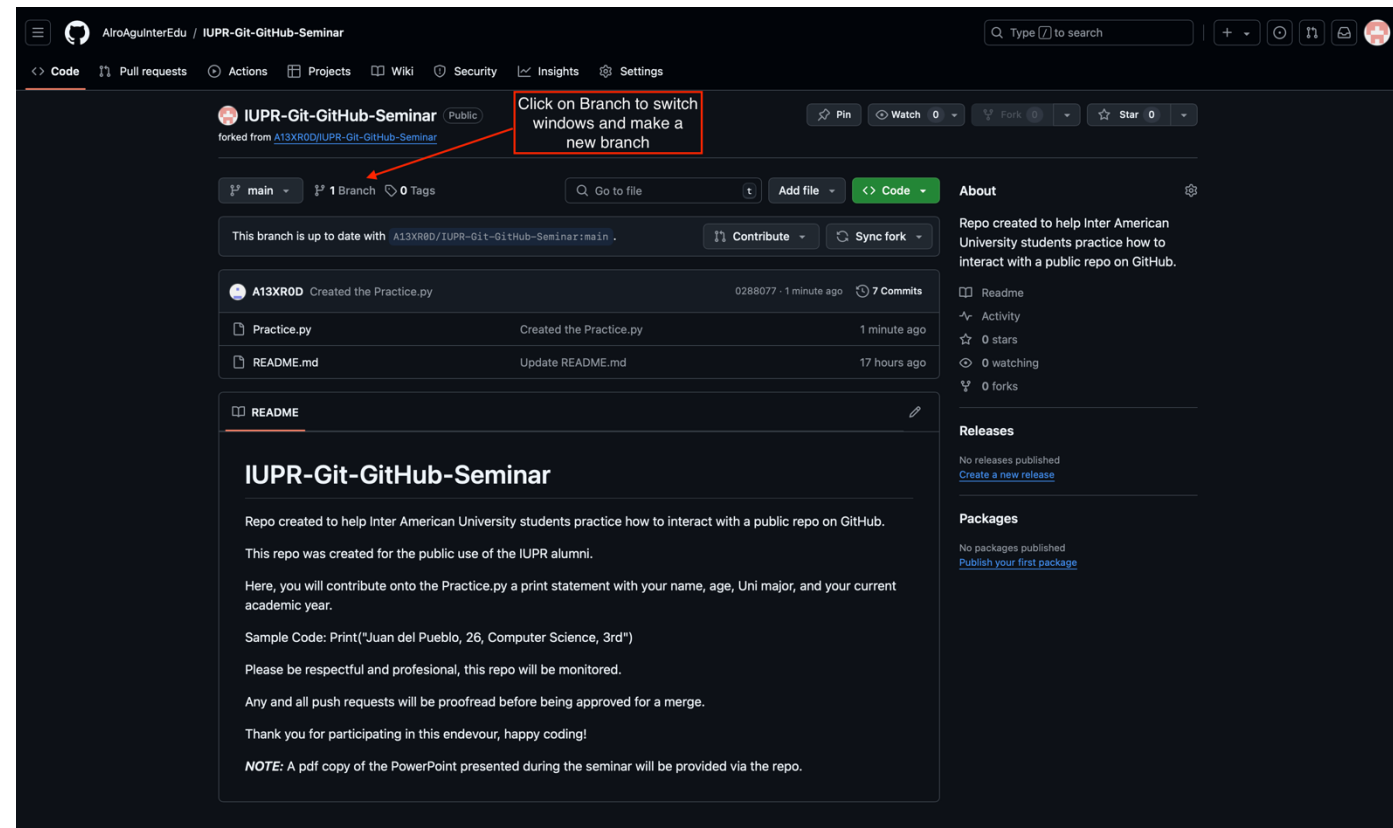 AlroAguInterEdu / IUPR-Git-GitHub-Seminar
Type / to search
Code Pull requests Actions Projects Wiki Security Insights Settings
IUPR-Git-GitHub-Seminar Public
forked from A13XR0D/IUPR-Git-GitHub-Seminar
Click on Branch to switch
windows and make a
new branch
Pin Watch 0 Fork 0 Star 0
main 1 Branch 0 Tags Go to file t Add file <> Code
This branch is up to date with A13XR0D/IUPR-Git-GitHub-Seminar:main . Contribute Sync fork
A13XR0D Created the Practice.py 0288077 · 1 minute ago 7 Commits
Practice.py Created the Practice.py 1 minute ago
README.md Update README.md 17 hours ago
README
IUPR-Git-GitHub-Seminar
Repo created to help Inter American University students practice how to interact with a public repo on GitHub.
This repo was created for the public use of the IUPR alumni.
Here, you will contribute onto the Practice.py a print statement with your name, age, Uni major, and your current
academic year.
Sample Code: Print("Juan del Pueblo, 26, Computer Science, 3rd")
Please be respectful and profesional, this repo will be monitored.
Any and all push requests will be proofread before being approved for a merge.
Thank you for participating in this endevour, happy coding!
NOTE: A pdf copy of the PowerPoint presented during the seminar will be provided via the repo.
About
Repo created to help Inter American
University students practice how to
interact with a public repo on GitHub.
Readme
Activity
0 stars
0 watching
0 forks
Releases
No releases published
Create a new release
Packages
No packages published
Publish your first package